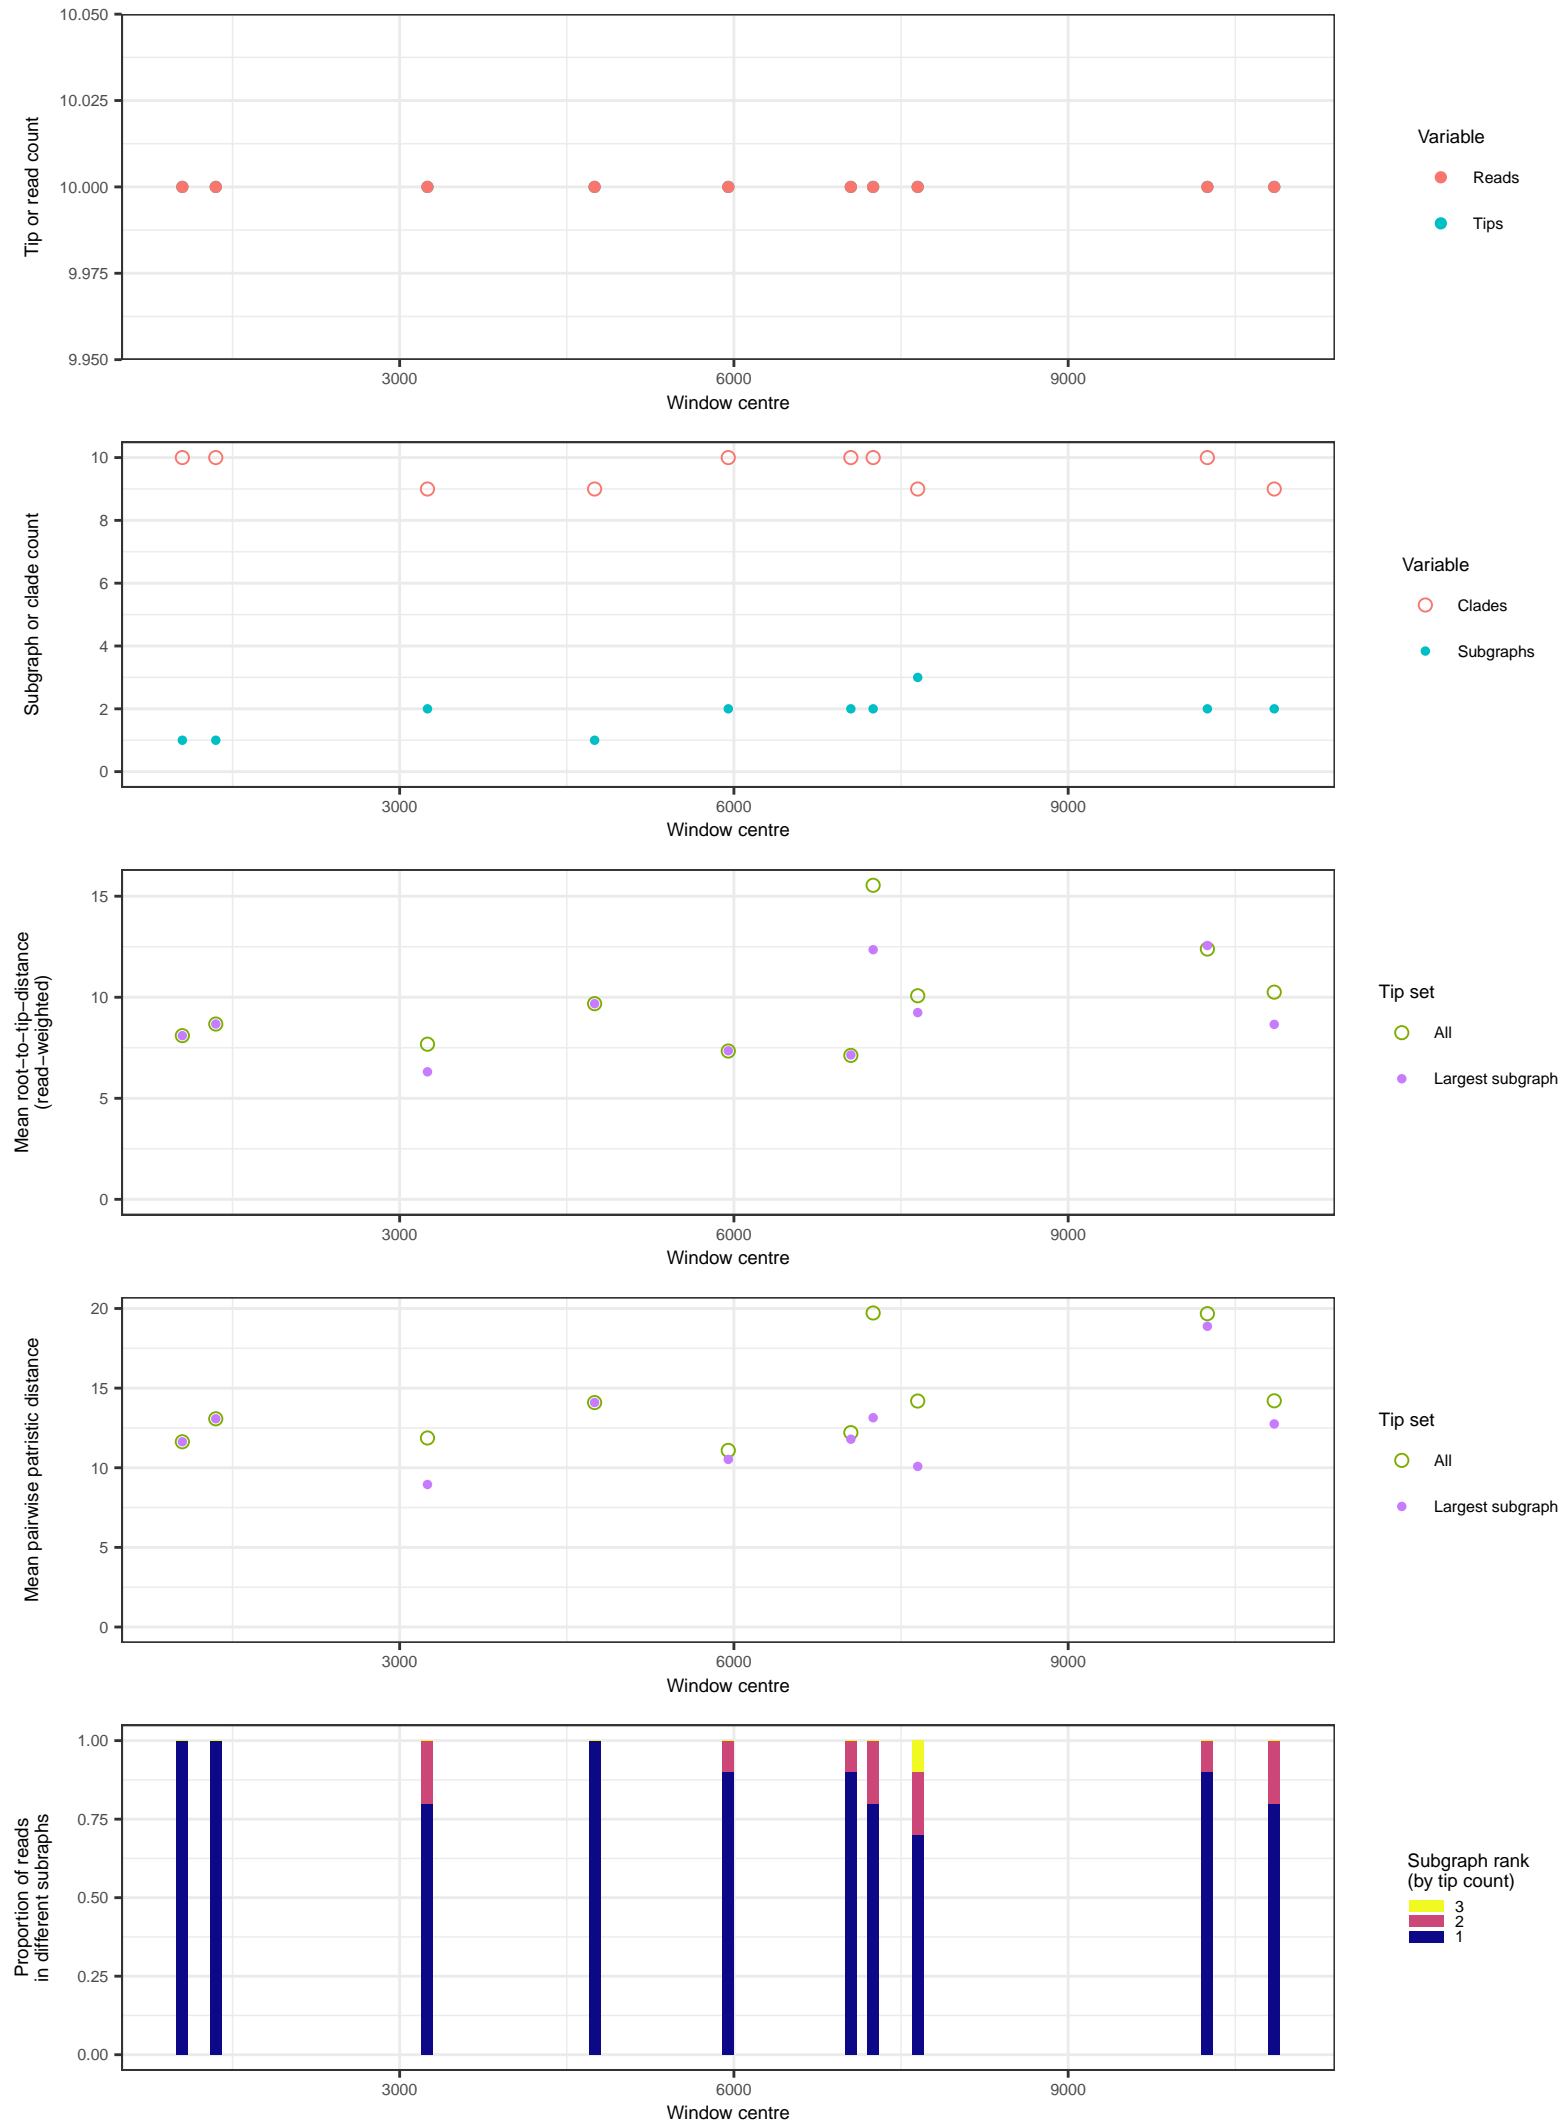 10.050
10.025
10.000
9.975
9.950
Tip or read count
3000
6000
9000
Window centre
Variable
Reads
Tips
10
8
6
4
2
0
Subgraph or clade count
3000
6000
9000
Window centre
Variable
Clades
Subgraphs
15
10
5
0
Mean root−to−tip−distance
(read−weighted)
3000
6000
9000
Window centre
Tip set
All
Largest subgraph
20
15
10
5
0
Mean pairwise patristic distance
3000
6000
9000
Window centre
Tip set
All
Largest subgraph
1.00
0.75
0.50
0.25
0.00
Proportion of reads
in different subraphs
3000
6000
9000
Window centre
Subgraph rank
(by tip count)
3
2
1